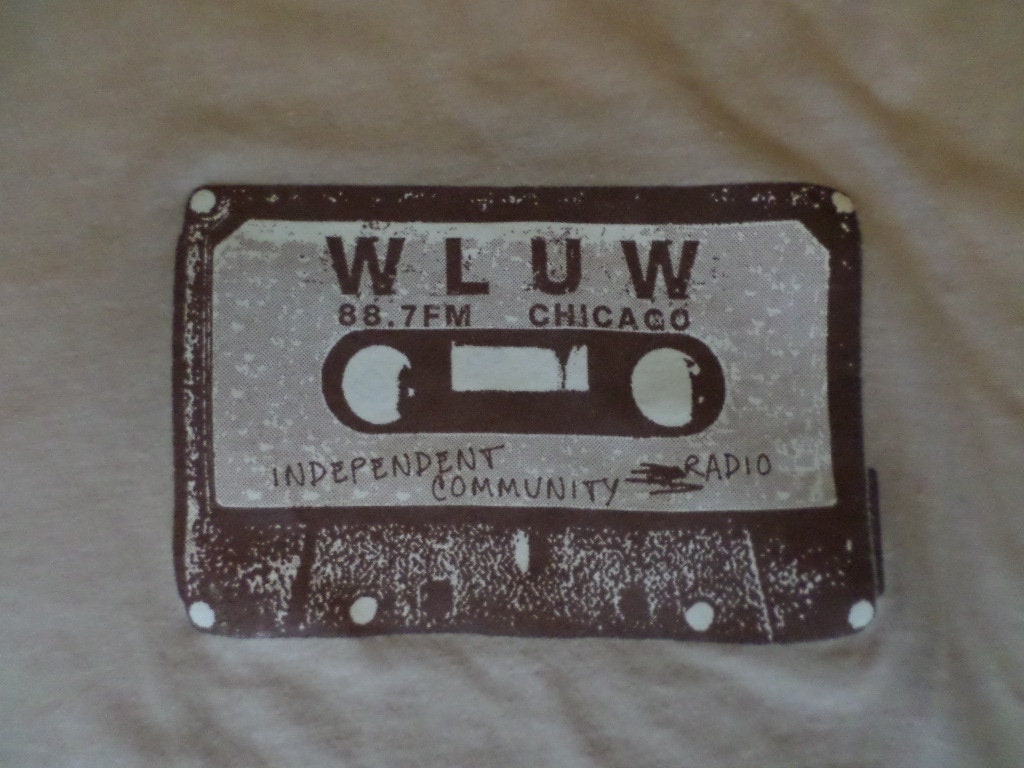 WLUW
88.7FM CHICAGO
INDEPENDENT
COMMUNITY RADIO